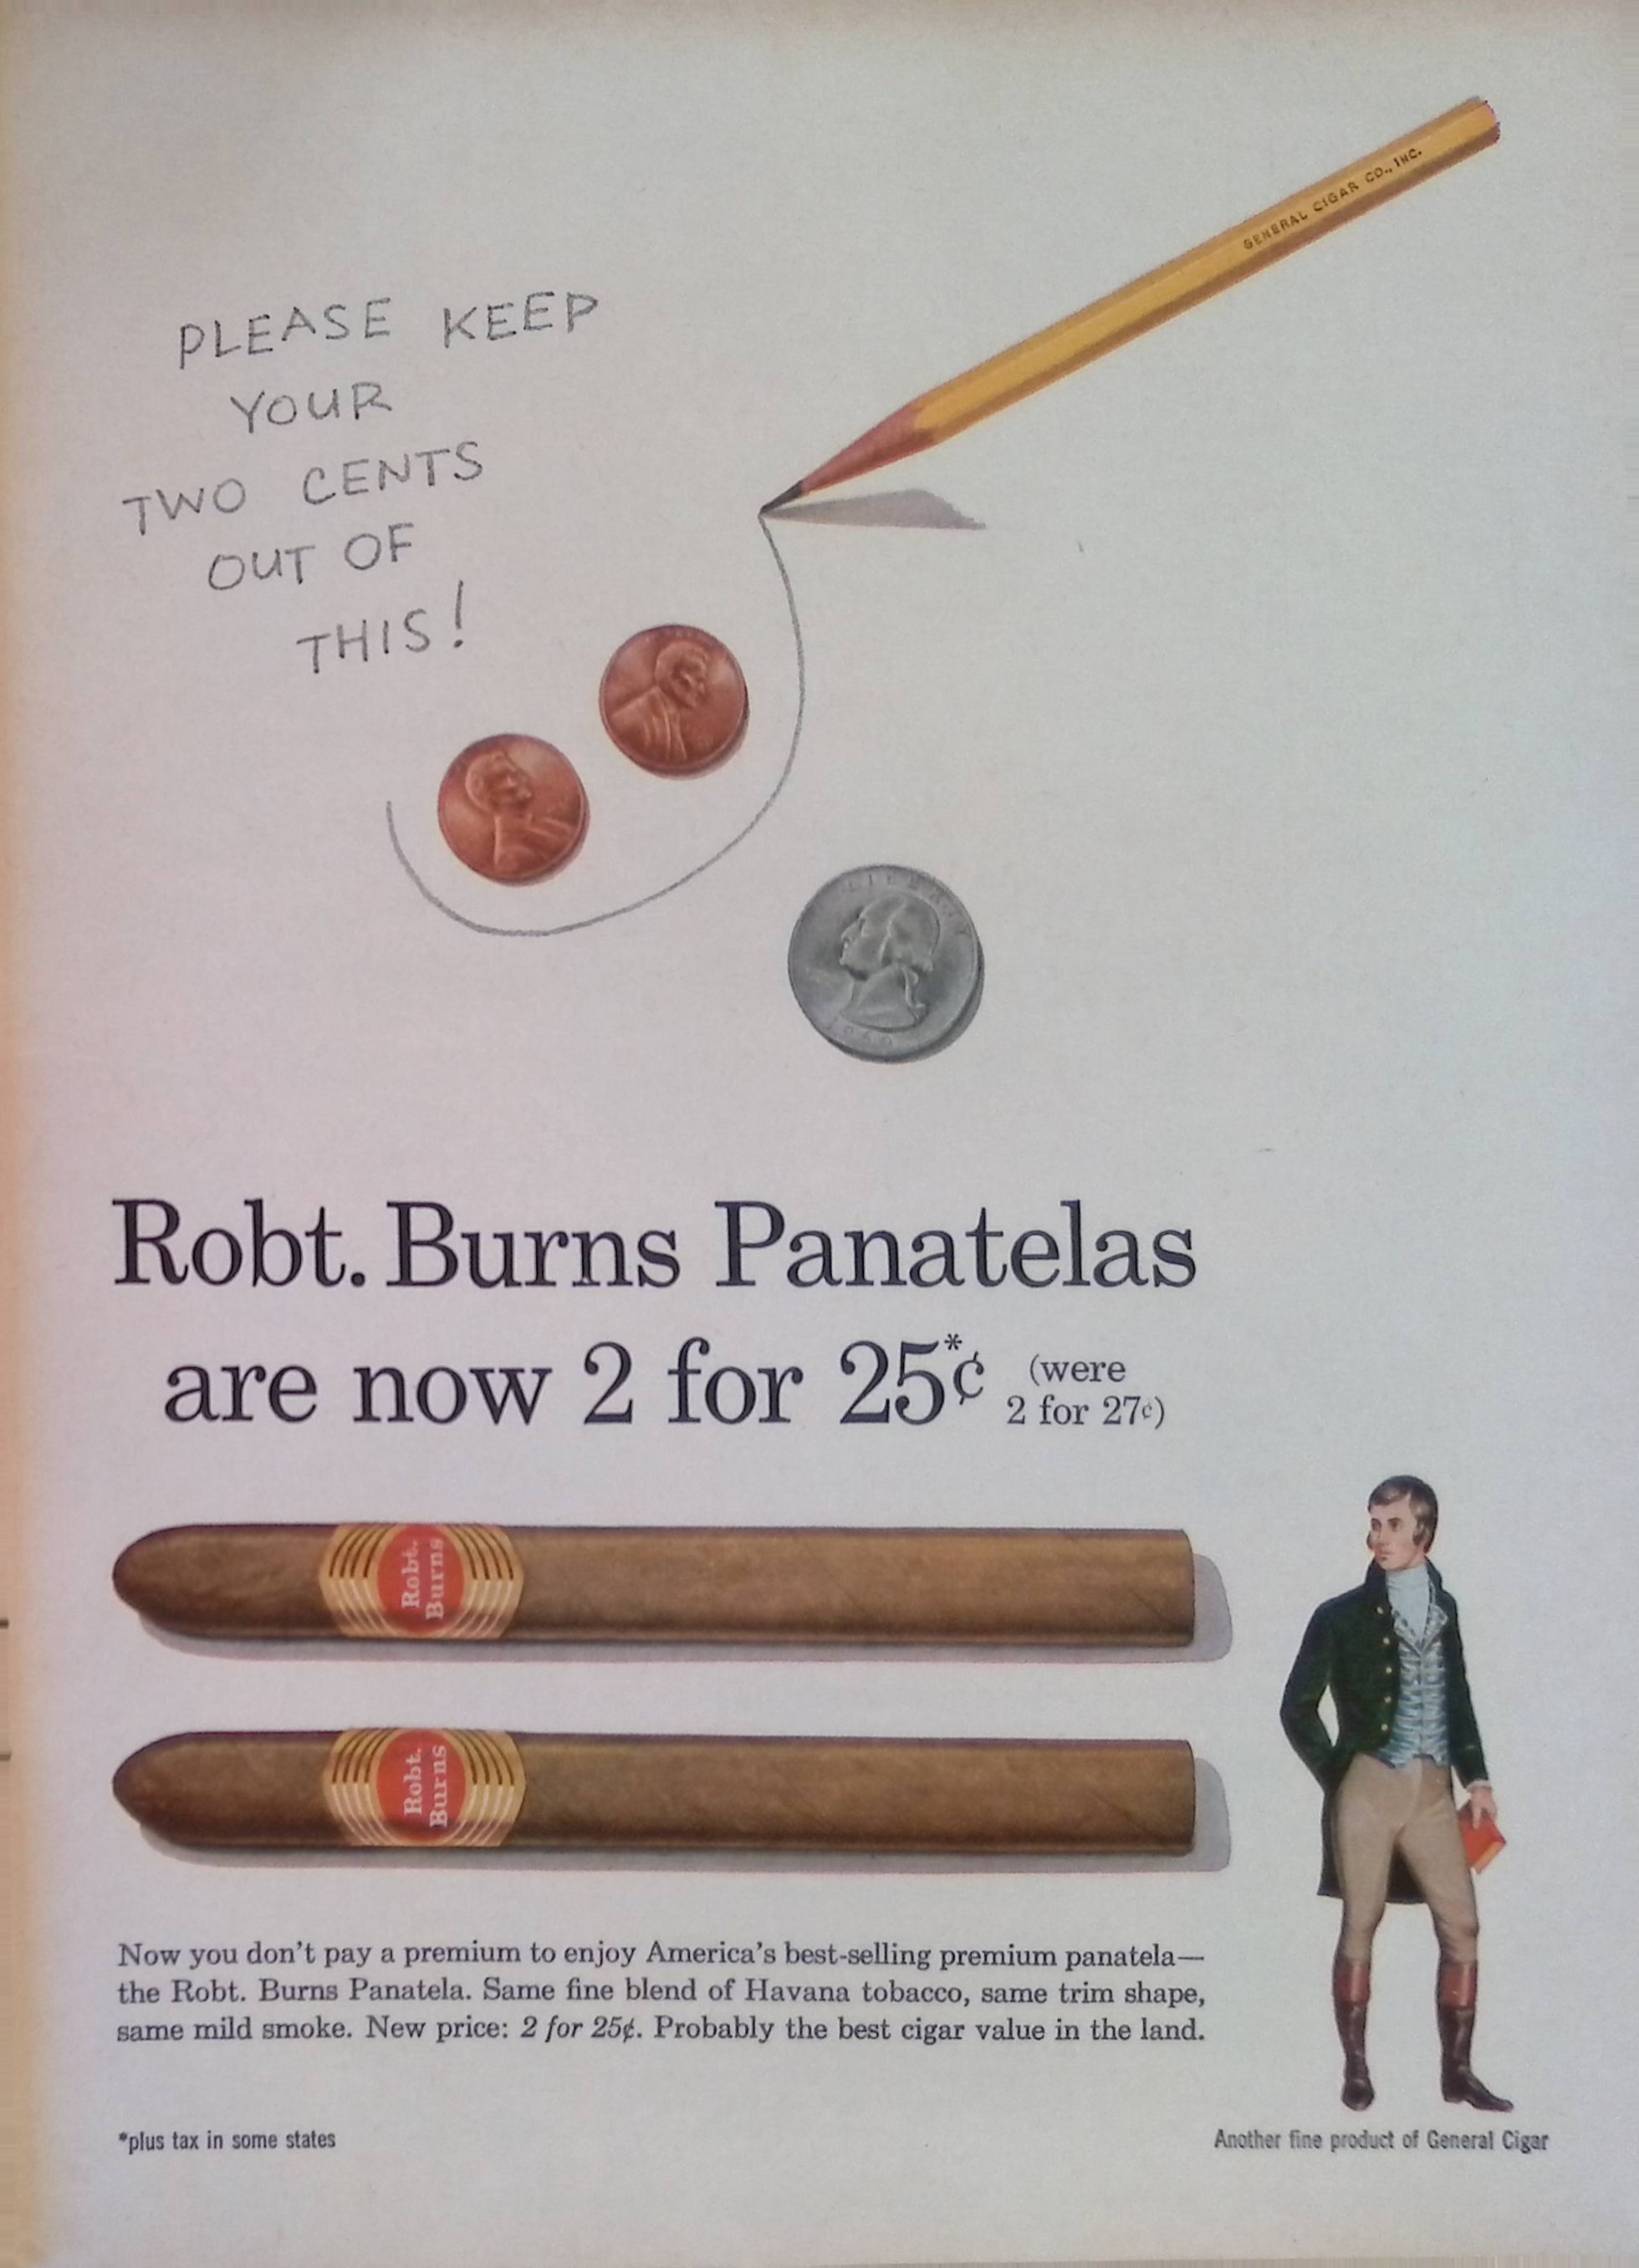 GENERAL CIGAR CO., INC.
PLEASE KEEP
YOUR
TWO CENTS
OUT OF
THIS!
LIBERTY
Robt. Burns Panatelas
are now 2 for 25*¢ (were
2 for 27¢)
Robt.
Burns
Robt.
Burns
Now you don't pay a premium to enjoy America's best-selling premium panatela—
the Robt. Burns Panatela. Same fine blend of Havana tobacco, same trim shape,
same mild smoke. New price: 2 for 25¢. Probably the best cigar value in the land.
*plus tax in some states
Another fine product of General Cigar